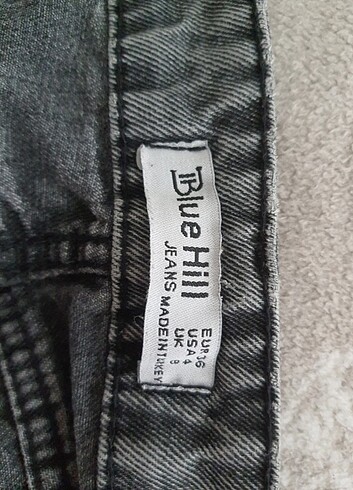 Blue Hill
JEANS MADE IN TURKEY
EUR 36
USA 4
UK 8